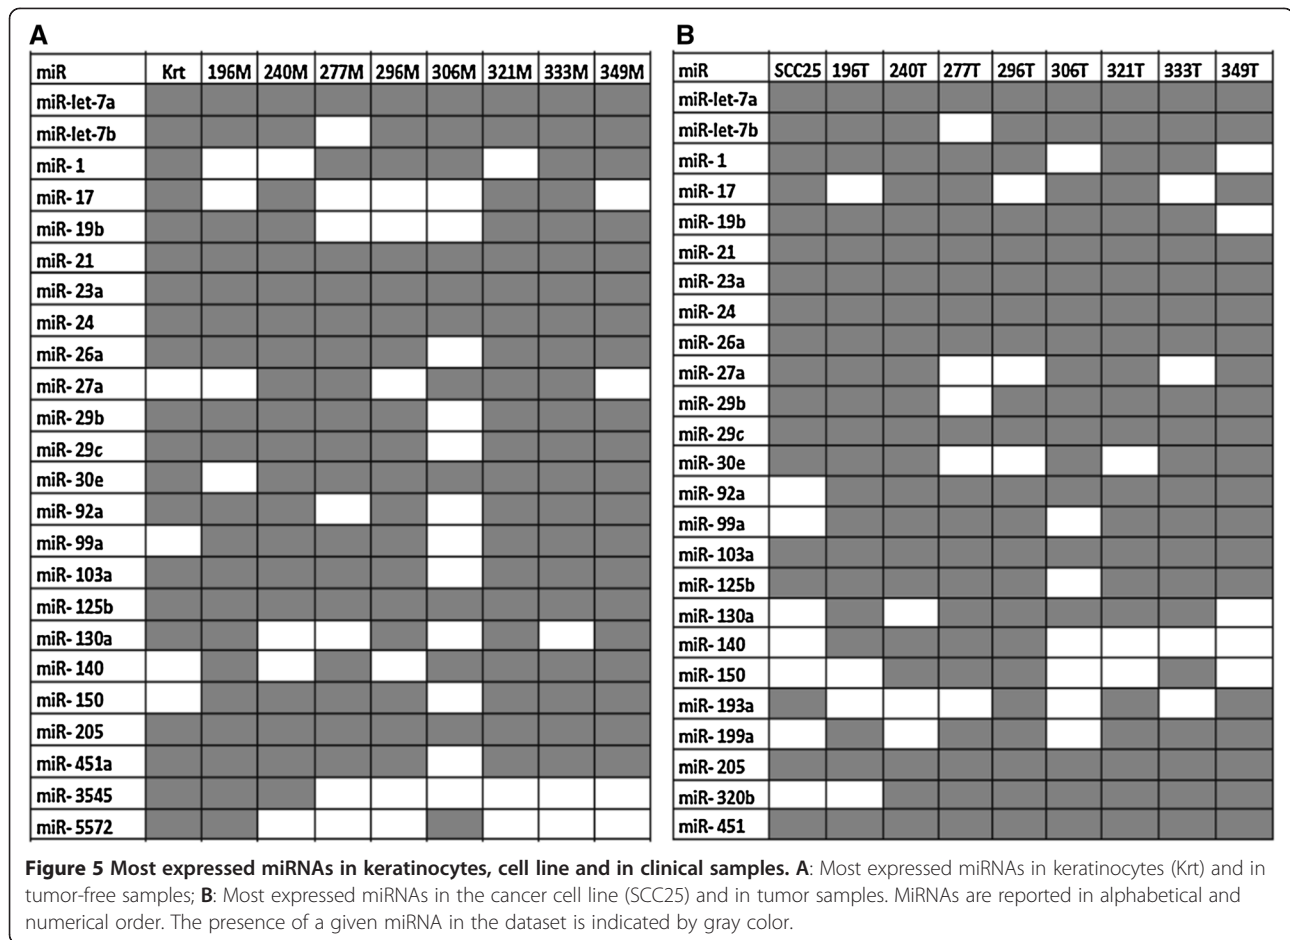 A
miR Krt 196M 240M 277M 296M 306M 321M 333M 349M
miR-let-7a
miR-let-7b
miR- 1
miR- 17
miR- 19b
miR- 21
miR- 23a
miR- 24
miR- 26a
miR- 27a
miR- 29b
miR- 29c
miR- 30e
miR- 92a
miR- 99a
miR- 103a
miR- 125b
miR- 130a
miR- 140
miR- 150
miR- 205
miR- 451a
miR- 3545
miR- 5572
B
miR SCC25 196T 240T 277T 296T 306T 321T 333T 349T
miR-let-7a
miR-let-7b
miR- 1
miR- 17
miR- 19b
miR- 21
miR- 23a
miR- 24
miR- 26a
miR- 27a
miR- 29b
miR- 29c
miR- 30e
miR- 92a
miR- 99a
miR- 103a
miR- 125b
miR- 130a
miR- 140
miR- 150
miR- 193a
miR- 199a
miR- 205
miR- 320b
miR- 451
Figure 5 Most expressed miRNAs in keratinocytes, cell line and in clinical samples. A: Most expressed miRNAs in keratinocytes (Krt) and in
tumor-free samples; B: Most expressed miRNAs in the cancer cell line (SCC25) and in tumor samples. MiRNAs are reported in alphabetical and
numerical order. The presence of a given miRNA in the dataset is indicated by gray color.